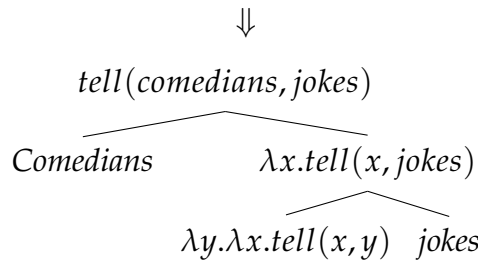 ⇓
tell(comedians, jokes)
Comedians λx.tell(x, jokes)
λy.λx.tell(x, y) jokes